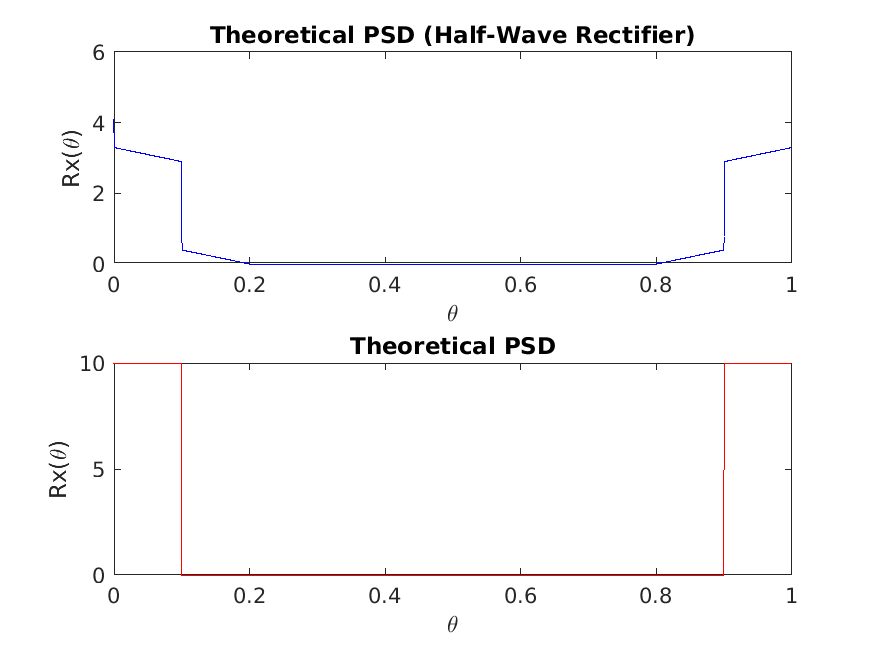 Theoretical PSD (Half-Wave Rectifier)
Rx(θ)
6
4
2
0
0 0.2 0.4 0.6 0.8 1
θ
Theoretical PSD
Rx(θ)
10
5
0
0 0.2 0.4 0.6 0.8 1
θ